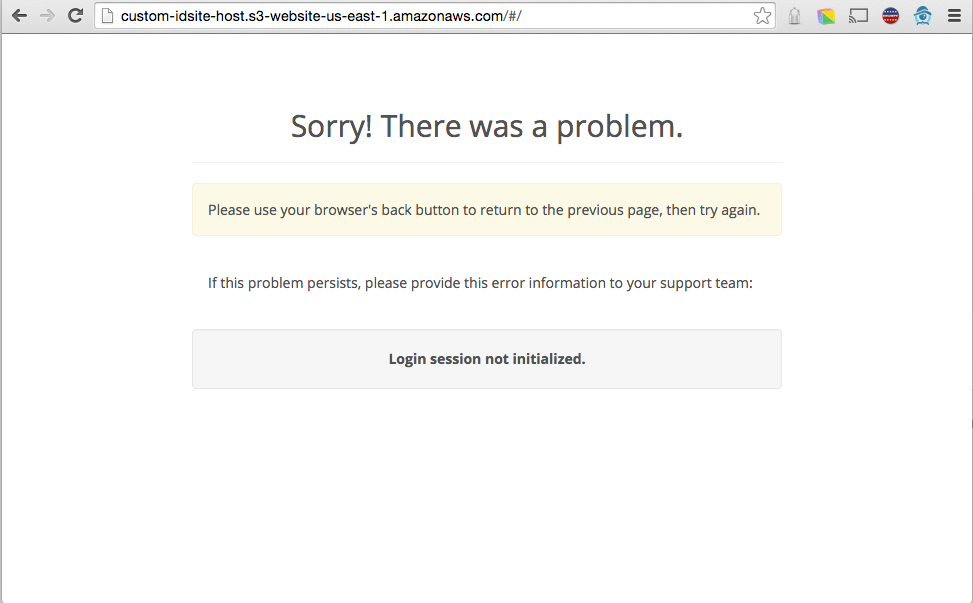 custom-idsite-host.s3-website-us-east-1.amazonaws.com/#/
Sorry! There was a problem.
Please use your browser's back button to return to the previous page, then try again.
If this problem persists, please provide this error information to your support team:
Login session not initialized.